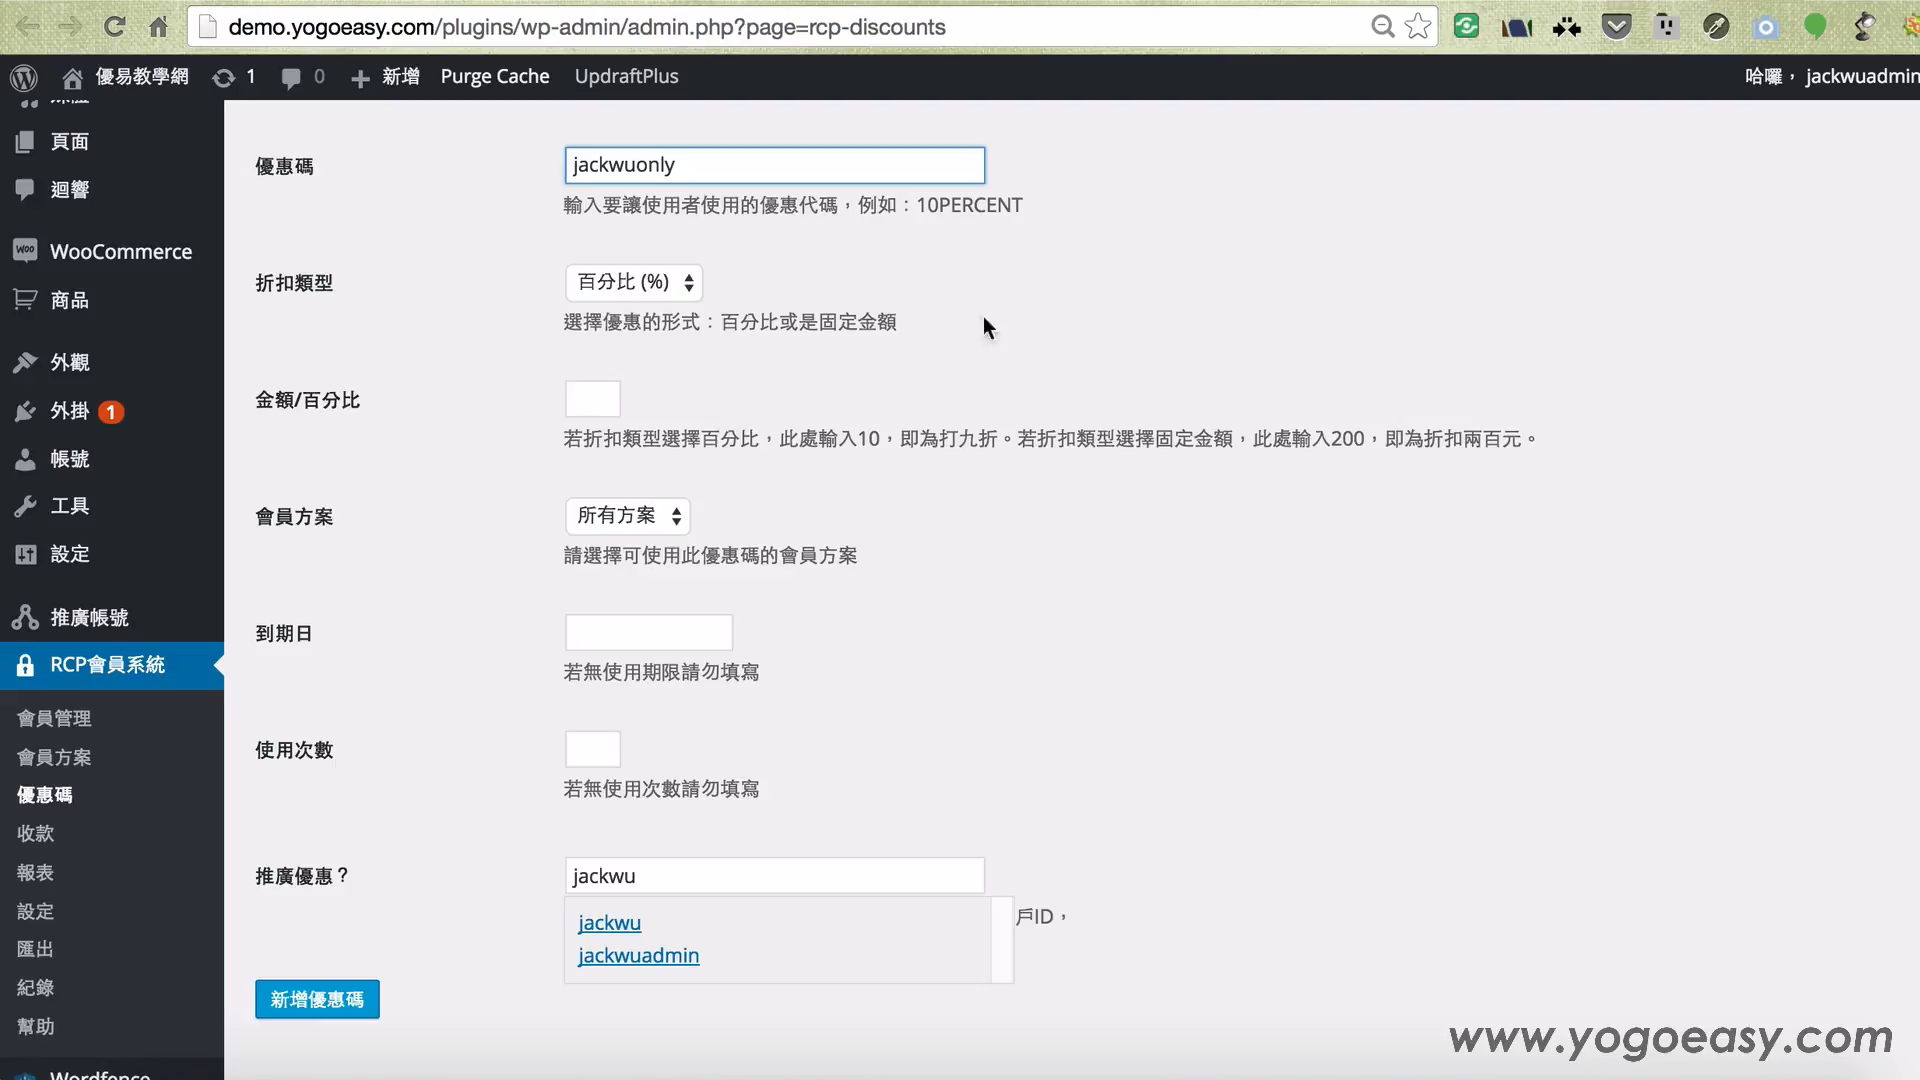 demo.yogoeasy.com/plugins/wp-admin/admin.php?page=rcp-discounts
優易教學網 1 0 新增 Purge Cache UpdraftPlus 哈囉， jackwuadmin
頁面
迴響
WooCommerce
商品
外觀
外掛 1
帳號
工具
設定
推廣帳號
RCP會員系統
會員管理
會員方案
優惠碼
收款
報表
設定
匯出
紀錄
幫助
Wordfence
優惠碼
jackwuonly
輸入要讓使用者使用的優惠代碼，例如：10PERCENT
折扣類型
百分比 (%)
選擇優惠的形式：百分比或是固定金額
金額/百分比
若折扣類型選擇百分比，此處輸入10，即為打九折。若折扣類型選擇固定金額，此處輸入200，即為折扣兩百元。
會員方案
所有方案
請選擇可使用此優惠碼的會員方案
到期日
若無使用期限請勿填寫
使用次數
若無使用次數請勿填寫
推廣優惠？
jackwu
戶ID，
jackwu
jackwuadmin
新增優惠碼
www.yogoeasy.com